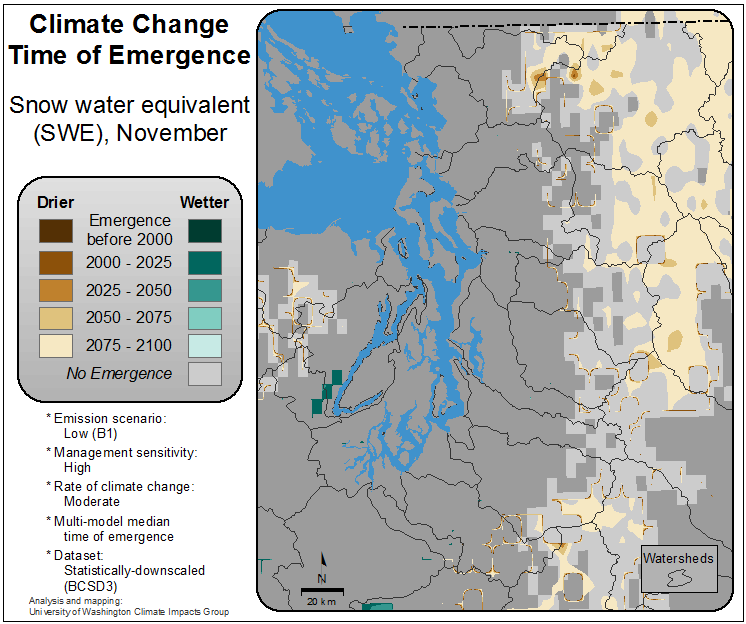 Climate Change
Time of Emergence
Snow water equivalent
(SWE), November
Drier
Wetter
Emergence
before 2000
2000 - 2025
2025 - 2050
2050 - 2075
2075 - 2100
No Emergence
* Emission scenario:
Low (B1)
* Management sensitivity:
High
* Rate of climate change:
Moderate
* Multi-model median
time of emergence
* Dataset:
Statistically-downscaled
(BCSD3)
Analysis and mapping:
University of Washington Climate Impacts Group
N
20 km
Watersheds